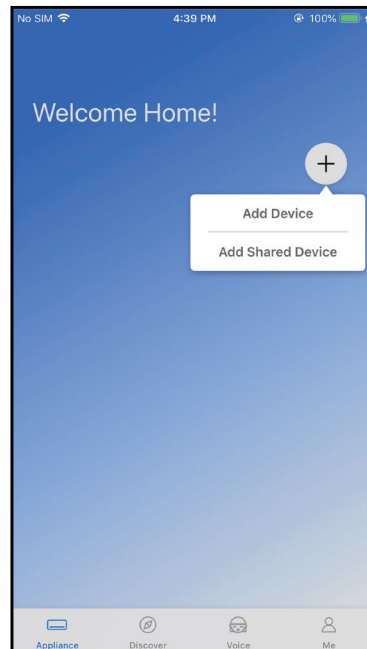 No SIM 4:39 PM 100%
Welcome Home!
+
Add Device
Add Shared Device
Appliance Discover Voice Me